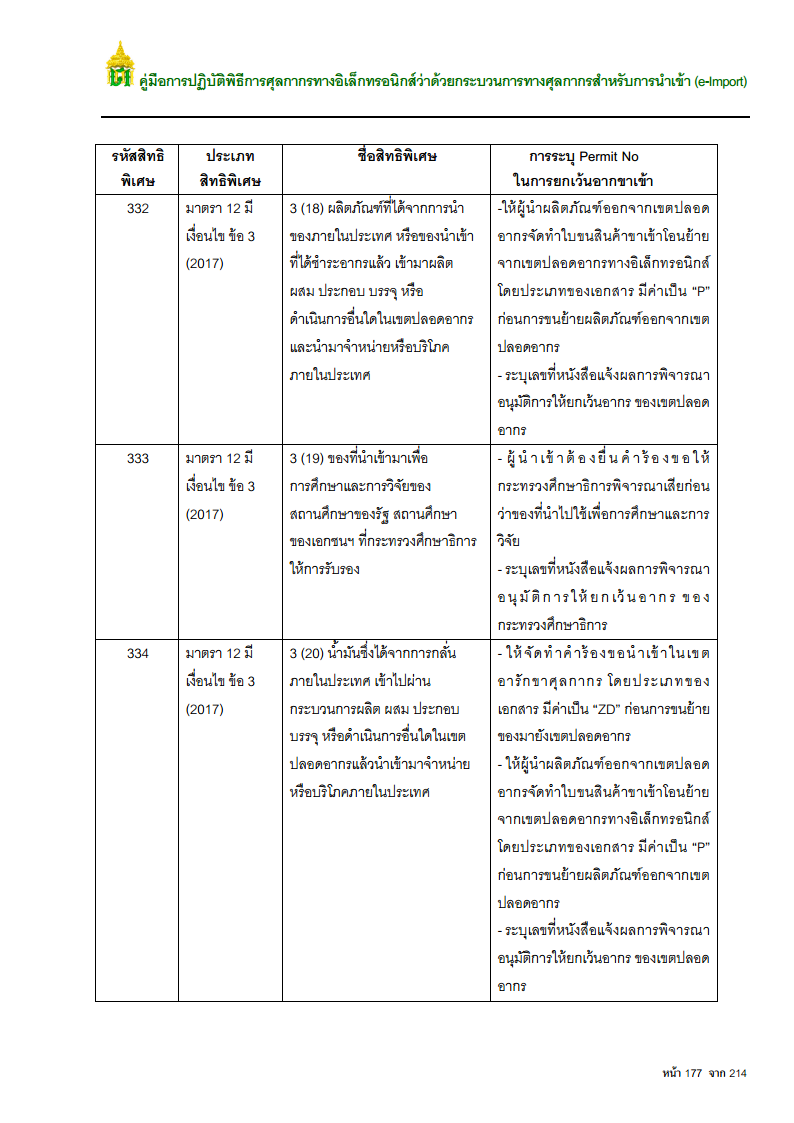 คู่มือการปฏิบัติพิธีการศุลกากรทางอิเล็กทรอนิกส์ว่าด้วยกระบวนการทางศุลกากรสำหรับการนำเข้า (e-Import)
รหัสสิทธิ
พิเศษ
ประเภท
สิทธิพิเศษ
ชื่อสิทธิพิเศษ
การระบุ Permit No
ในการยกเว้นอากขาเข้า
332
มาตรา 12 มี
เงื่อนไข ข้อ 3
(2017)
3 (18) ผลิตภัณฑ์ที่ได้จากการนำ
ของภายในประเทศ หรือของนำเข้า
ที่ได้ชำระอากรแล้ว เข้ามาผลิต
ผสม ประกอบ บรรจุ หรือ
ดำเนินการอื่นใดในเขตปลอดอากร
และนำมาจำหน่ายหรือบริโภค
ภายในประเทศ
-ให้ผู้นำผลิตภัณฑ์ออกจากเขตปลอด
อากรจัดทำใบขนสินค้าขาเข้าโอนย้าย
จากเขตปลอดอากรทางอิเล็กทรอนิกส์
โดยประเภทของเอกสาร มีค่าเป็น “P”
ก่อนการขนย้ายผลิตภัณฑ์ออกจากเขต
ปลอดอากร
- ระบุเลขที่หนังสือแจ้งผลการพิจารณา
อนุมัติการให้ยกเว้นอากร ของเขตปลอด
อากร
333
มาตรา 12 มี
เงื่อนไข ข้อ 3
(2017)
3 (19) ของที่นำเข้ามาเพื่อ
การศึกษาและการวิจัยของ
สถานศึกษาของรัฐ สถานศึกษา
ของเอกชนฯ ที่กระทรวงศึกษาธิการ
ให้การรับรอง
- ผู้นำเข้าต้องยื่นคำร้องขอให้
กระทรวงศึกษาธิการพิจารณาเสียก่อน
ว่าของที่นำไปใช้เพื่อการศึกษาและการ
วิจัย
- ระบุเลขที่หนังสือแจ้งผลการพิจารณา
อนุมัติการให้ยกเว้นอากร ของ
กระทรวงศึกษาธิการ
334
มาตรา 12 มี
เงื่อนไข ข้อ 3
(2017)
3 (20) น้ำมันซึ่งได้จากการกลั่น
ภายในประเทศ เข้าไปผ่าน
กระบวนการผลิต ผสม ประกอบ
บรรจุ หรือดำเนินการอื่นใดในเขต
ปลอดอากรแล้วนำเข้ามาจำหน่าย
หรือบริโภคภายในประเทศ
- ให้จัดทำคำร้องขอนำเข้าในเขต
อารักขาศุลกากร โดยประเภทของ
เอกสาร มีค่าเป็น “ZD” ก่อนการขนย้าย
ของมายังเขตปลอดอากร
- ให้ผู้นำผลิตภัณฑ์ออกจากเขตปลอด
อากรจัดทำใบขนสินค้าขาเข้าโอนย้าย
จากเขตปลอดอากรทางอิเล็กทรอนิกส์
โดยประเภทของเอกสาร มีค่าเป็น “P”
ก่อนการขนย้ายผลิตภัณฑ์ออกจากเขต
ปลอดอากร
- ระบุเลขที่หนังสือแจ้งผลการพิจารณา
อนุมัติการให้ยกเว้นอากร ของเขตปลอด
อากร
หน้า 177 จาก 214